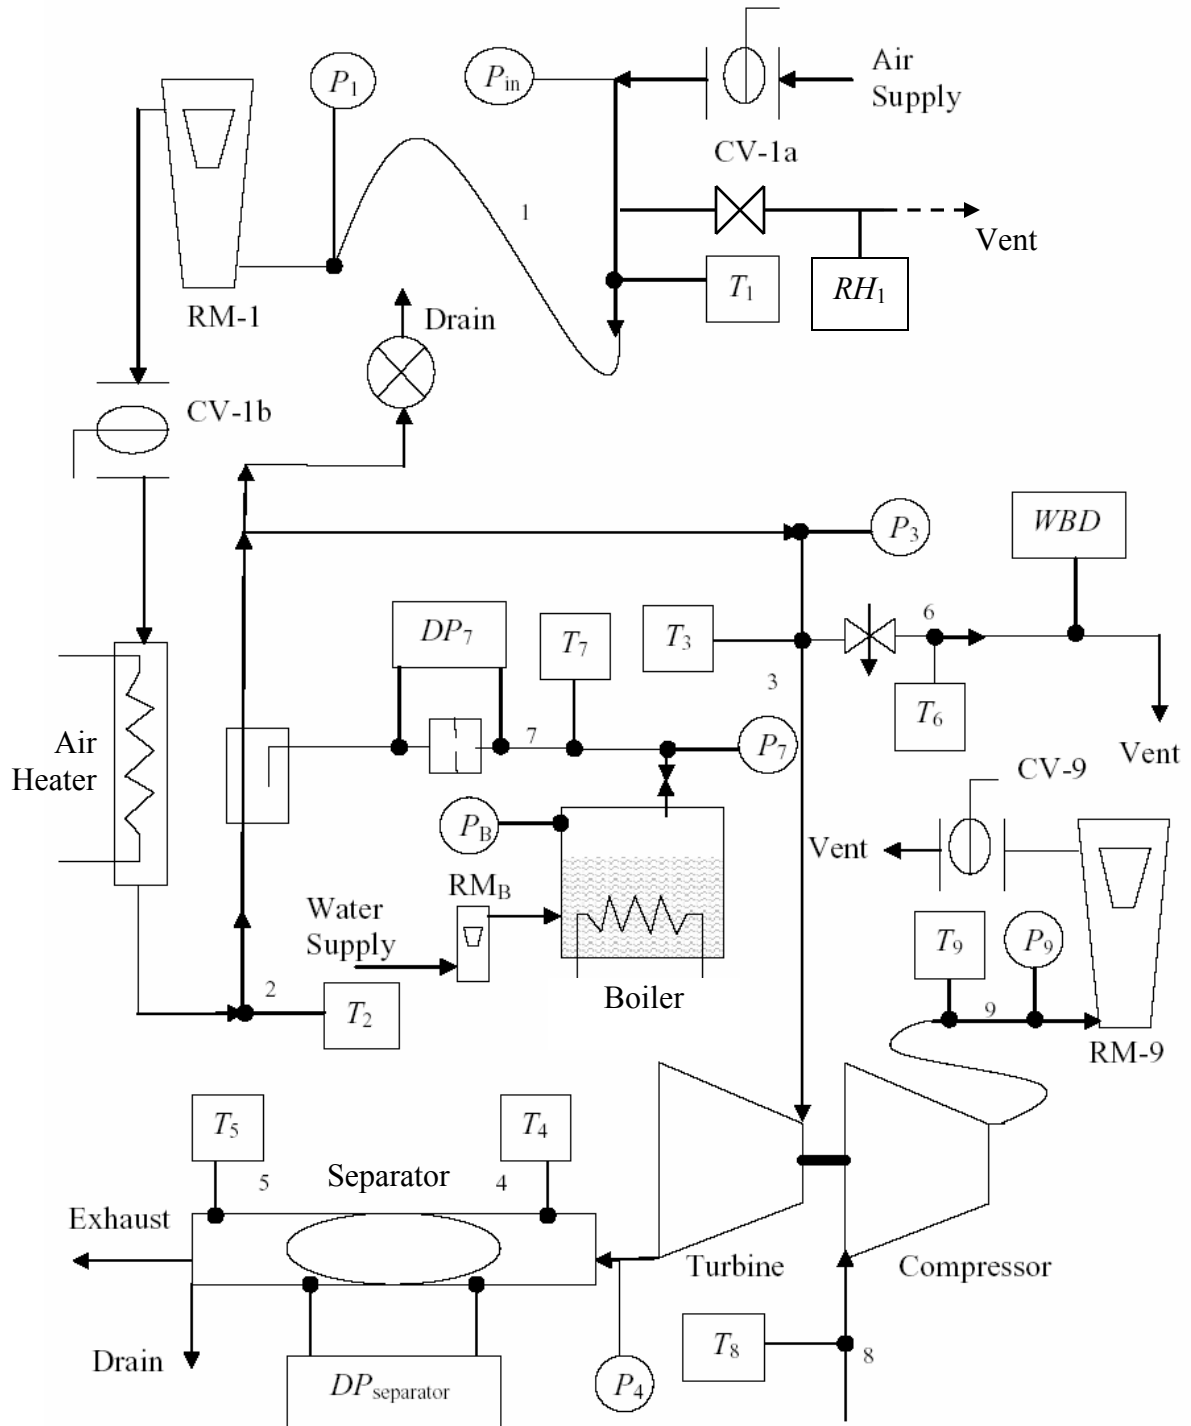 P1
Pin
Air
Supply
CV-1a
1
Vent
T1
RH1
RM-1
Drain
CV-1b
P3
WBD
DP7
T7
T3
6
3
T6
7
P7
Vent
Air
Heater
CV-9
PB
Vent
RMB
Water
Supply
T9
P9
2
Boiler
T2
9
RM-9
T5
T4
Separator
5
4
Exhaust
Turbine
Compressor
T8
8
Drain
DPseparator
P4